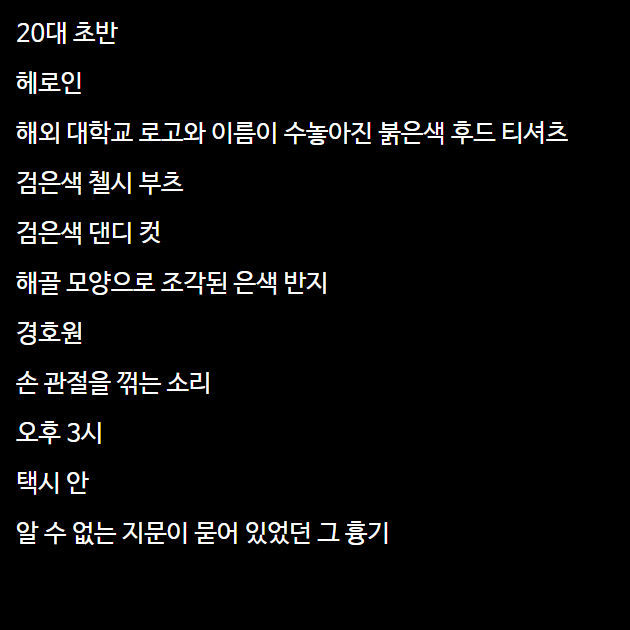 20대 초반
헤로인
해외 대학교 로고와 이름이 수놓아진 붉은색 후드 티셔츠
검은색 첼시 부츠
검은색 댄디 컷
해골 모양으로 조각된 은색 반지
경호원
손 관절을 꺾는 소리
오후 3시
택시 안
알 수 없는 지문이 묻어 있었던 그 흉기